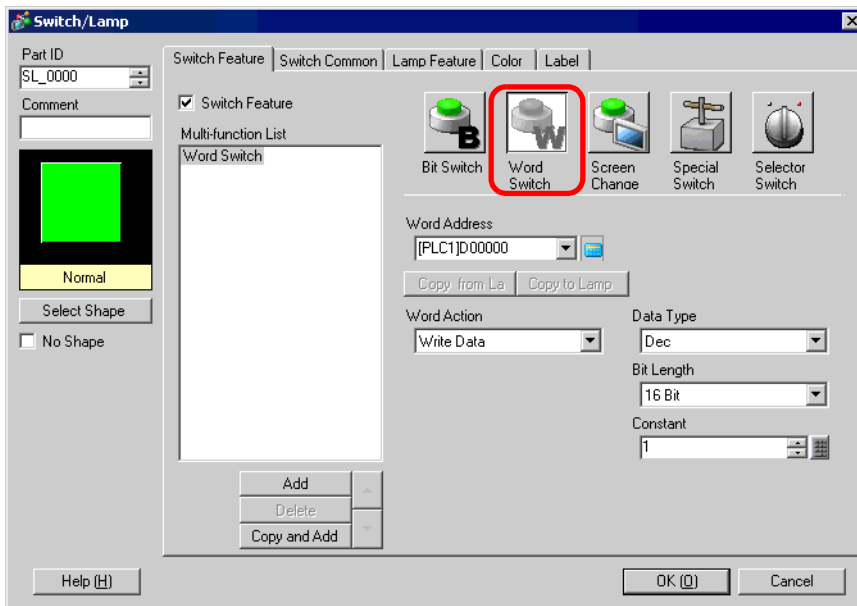 Switch/Lamp
Part ID
SL_0000
Comment
Normal
Select Shape
No Shape
Switch Feature
Switch Common
Lamp Feature
Color
Label
Switch Feature
Multi-function List
Word Switch
Add
Delete
Copy and Add
B
Bit Switch
W
Word
Switch
Screen
Change
Special
Switch
Selector
Switch
Word Address
[PLC1]D00000
Copy from La
Copy to Lamp
Word Action
Write Data
Data Type
Dec
Bit Length
16 Bit
Constant
1
Help (H)
OK (O)
Cancel